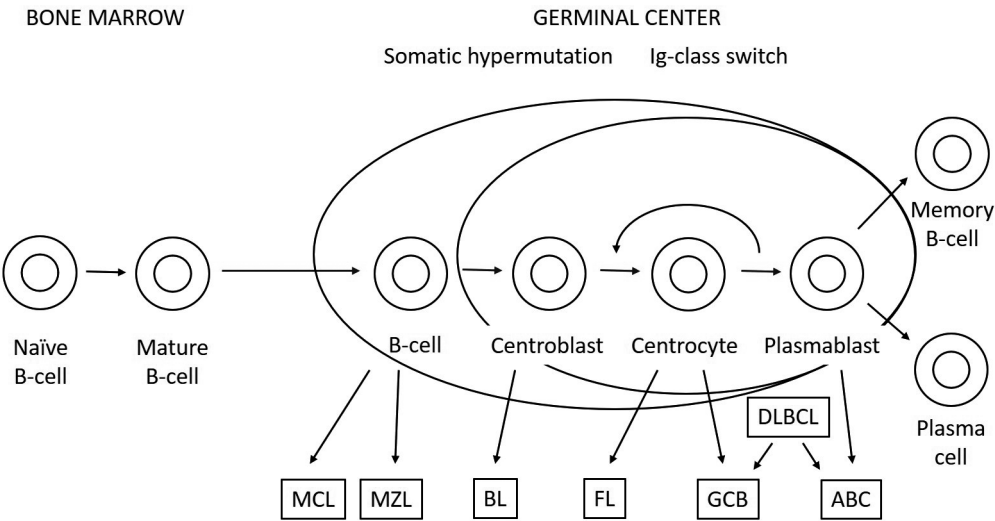 BONE MARROW
GERMINAL CENTER
Somatic hypermutation
Ig-class switch
Memory
B-cell
Naïve
B-cell
Mature
B-cell
B-cell
Centroblast
Centrocyte
Plasmablast
Plasma
cell
DLBCL
MCL
MZL
BL
FL
GCB
ABC